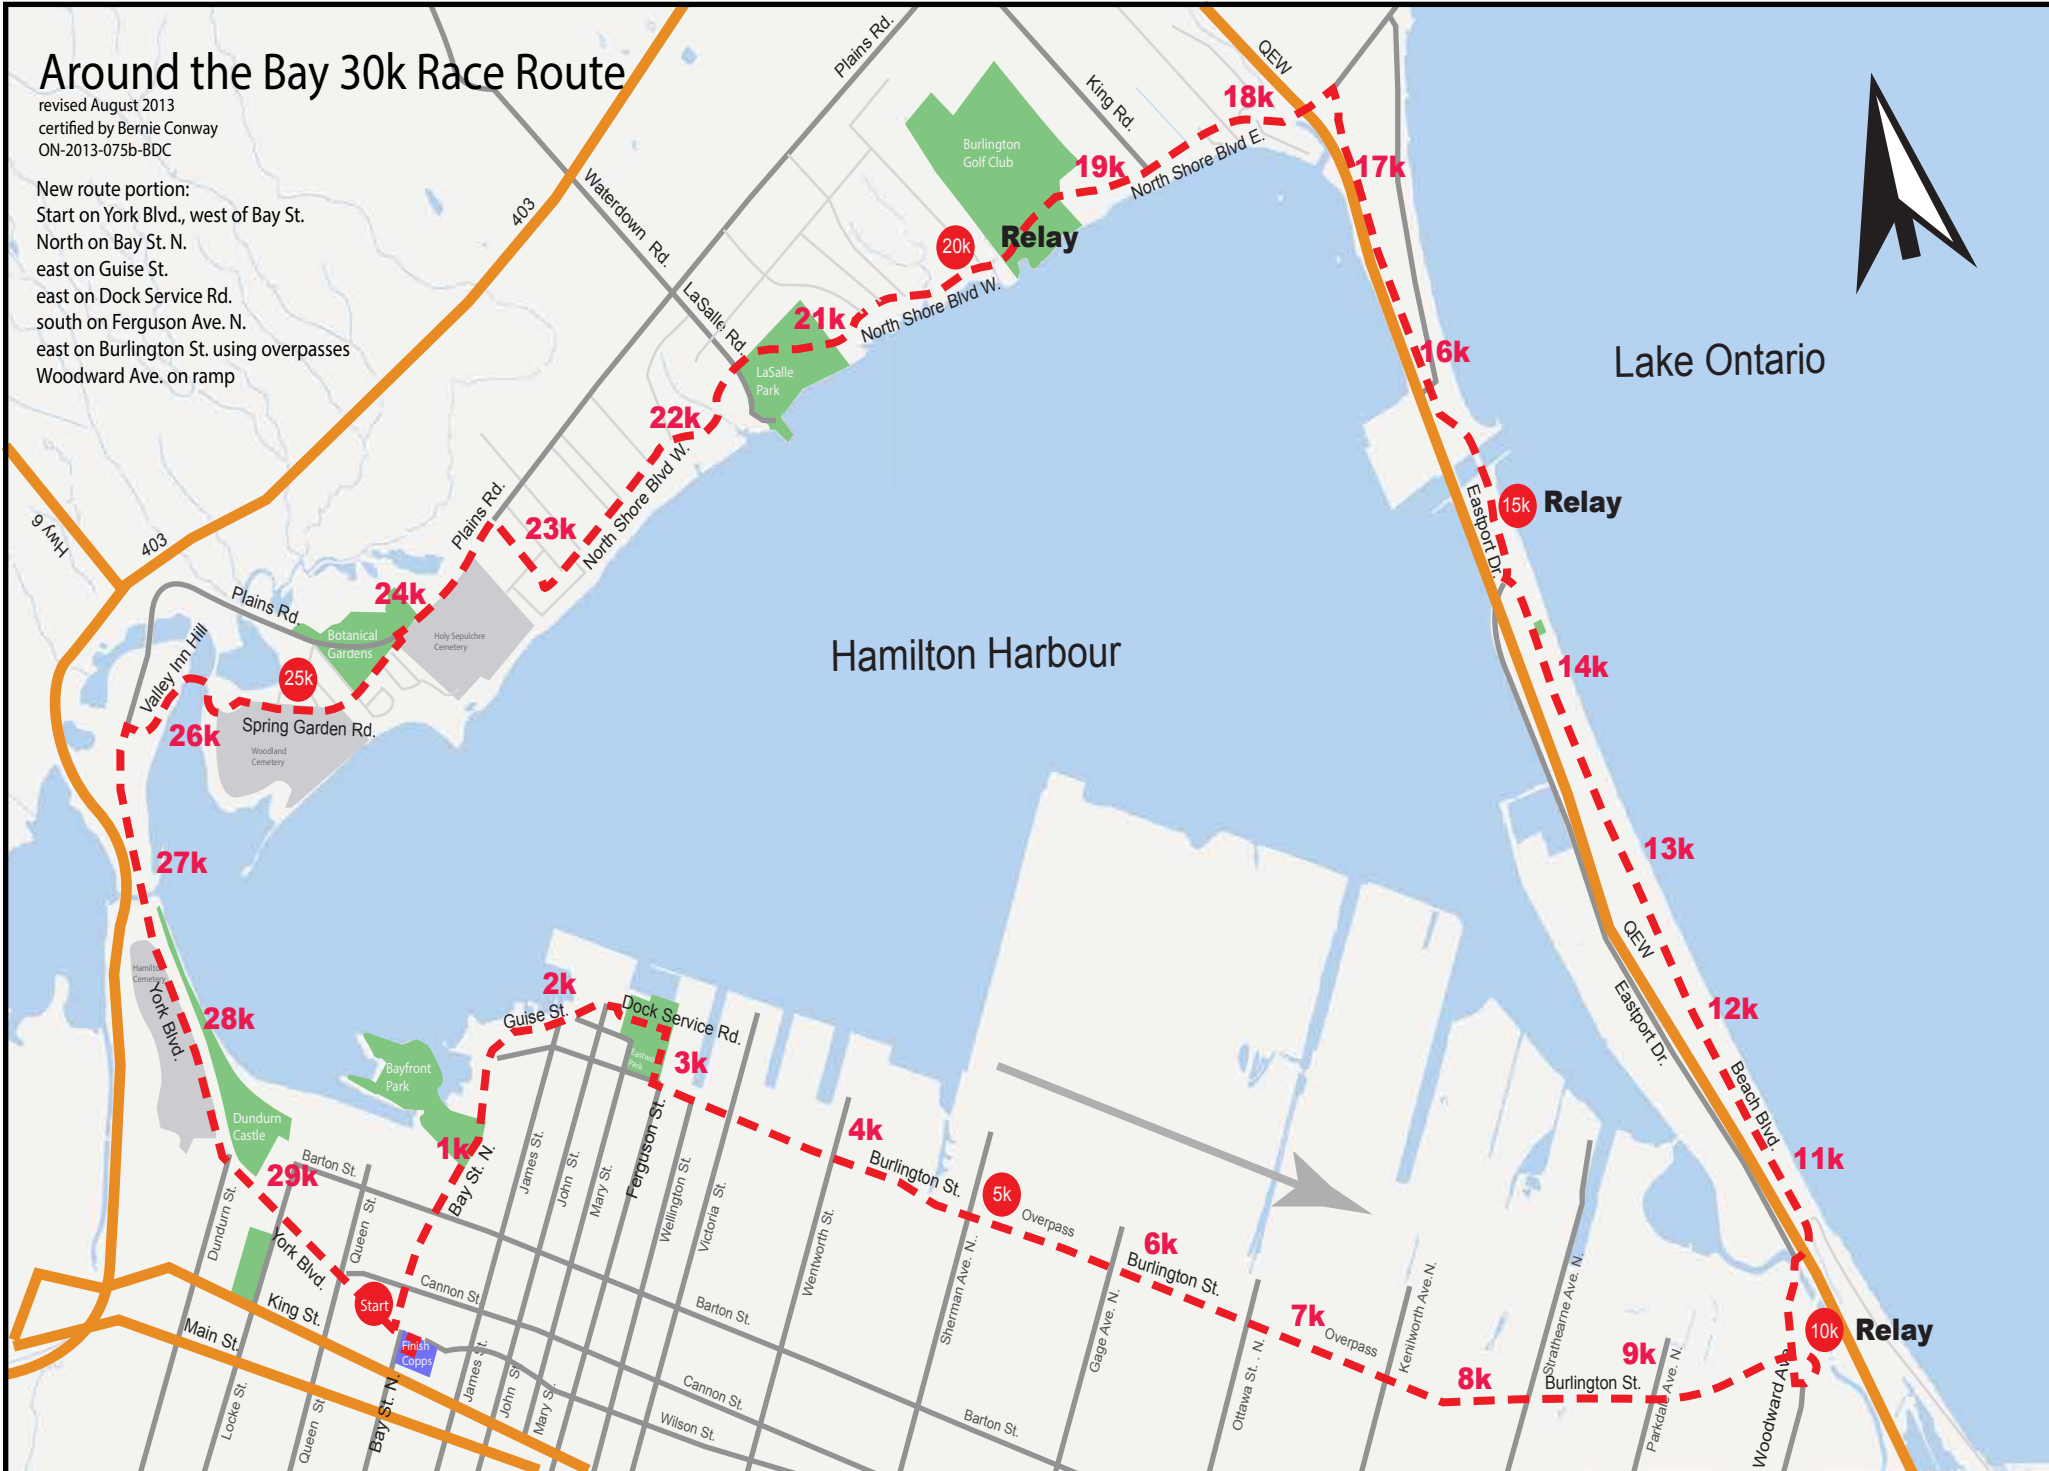 Around the Bay 30k Race Route
revised August 2013
certified by Bernie Conway
ON-2013-075b-BDC
New route portion:
Start on York Blvd., west of Bay St.
North on Bay St. N.
east on Guise St.
east on Dock Service Rd.
south on Ferguson Ave. N.
east on Burlington St. using overpasses
Woodward Ave. on ramp
Plains Rd.
QEW
King Rd.
18k
Burlington
Golf Club
19k
North Shore Blvd E.
17k
403
Waterdown Rd.
20k
Relay
LaSalle Rd.
21k
North Shore Blvd W.
LaSalle
Park
16k
Lake Ontario
22k
Plains Rd.
23k
North Shore Blvd W.
Eastport Dr.
15k
Relay
Hwy 6
403
Plains Rd.
24k
Botanical
Gardens
Holy Sepulchre
Cemetery
Hamilton Harbour
14k
Valley Inn Hill
25k
26k
Spring Garden Rd.
Woodland
Cemetery
27k
13k
QEW
Hamilton
Cemetery
York Blvd.
28k
2k
Guise St.
Dock Service Rd.
Eastport Dr.
12k
Bayfront
Park
Park
3k
Beach Blvd.
Dundurn
Castle
1k
Bay St. N.
4k
Burlington St.
11k
29k
Barton St.
Dundurn St.
Queen St.
James St.
John St.
Mary St.
Ferguson St.
Wellington St.
Victoria St.
Wentworth St.
5k
Overpass
Sherman Ave. N..
6k
Burlington St.
Gage Ave. N.
York Blvd.
Start
Cannon St.
Barton St.
King St.
Main St.
Finish
Copps
7k
Overpass
Ottawa St. . N.
Kenilworth Ave.N.
Strathearne Ave. N.
10k
Relay
8k
9k
Burlington St.
Parkdale Ave. N.
Woodward Ave.
Locke St.
Queen St.
Bay St. N.
James St.
John St.
Mary S.
Cannon St.
Wilson St.
Barton St.